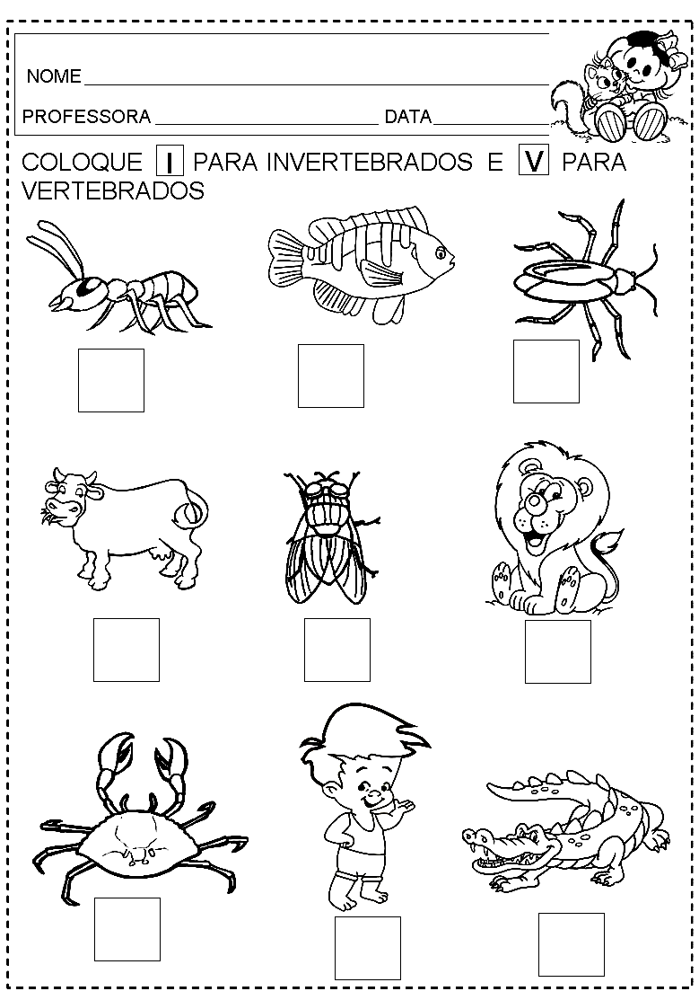 NOME
PROFESSORA DATA
COLOQUE I PARA INVERTEBRADOS E V PARA
VERTEBRADOS